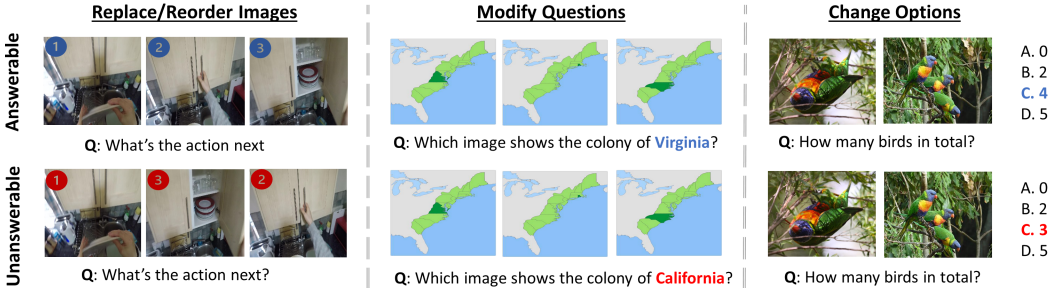 Replace/Reorder Images
Modify Questions
Change Options
Answerable
1
2
3
Q: What's the action next
Q: Which image shows the colony of Virginia?
A. 0
B. 2
C. 4
D. 5
Q: How many birds in total?
Unanswerable
1
3
2
Q: What's the action next?
Q: Which image shows the colony of California?
A. 0
B. 2
C. 3
D. 5
Q: How many birds in total?